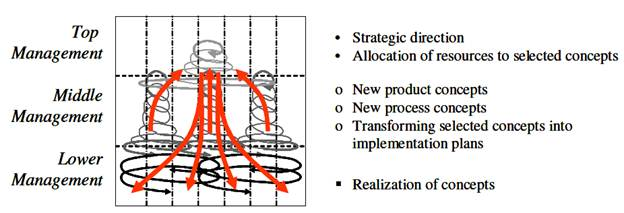 Top
Management
Middle
Management
Lower
Management
• Strategic direction
• Allocation of resources to selected concepts
o New product concepts
o New process concepts
o Transforming selected concepts into
implementation plans
▪ Realization of concepts